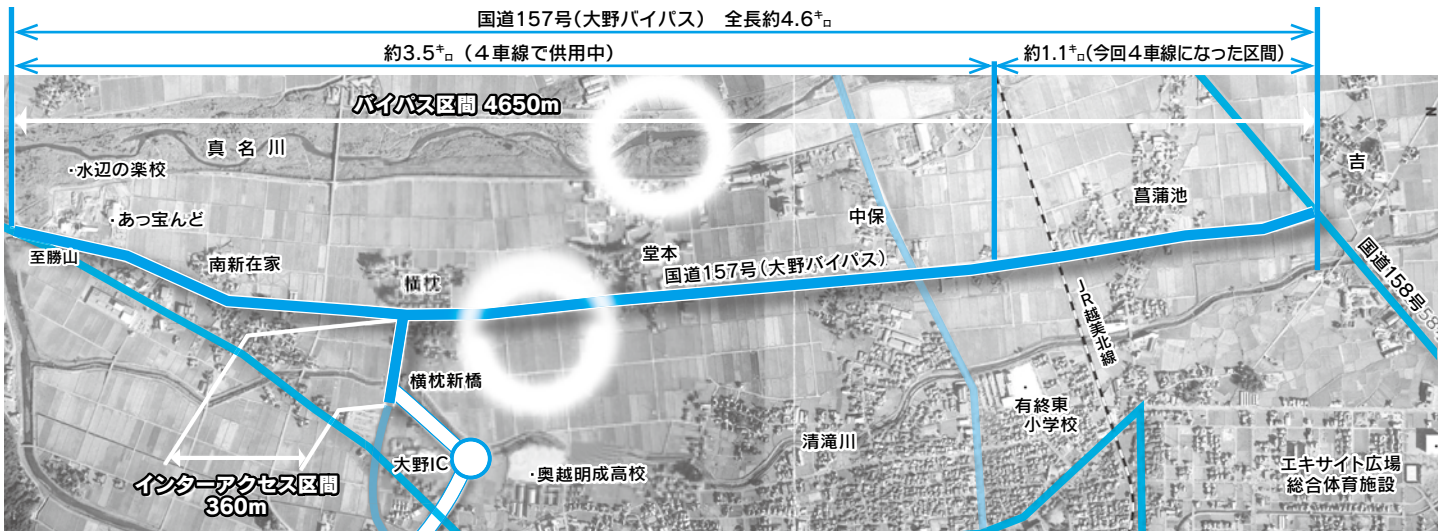 国道157号(大野バイパス)　全長約4.6㌔
約3.5㌔（４車線で供用中）
約1.1㌔(今回４車線になった区間)
バイパス区間 4650m
N
真名川
・水辺の楽校
・あっ宝んど
吉
菖蒲池
中保
至勝山
南新在家
横枕
堂本
国道157号(大野バイパス)
国道158号
JR越美北線
横枕新橋
有終東
小学校
清滝川
大野IC
・奥越明成高校
インターアクセス区間
360m
エキサイト広場
総合体育施設